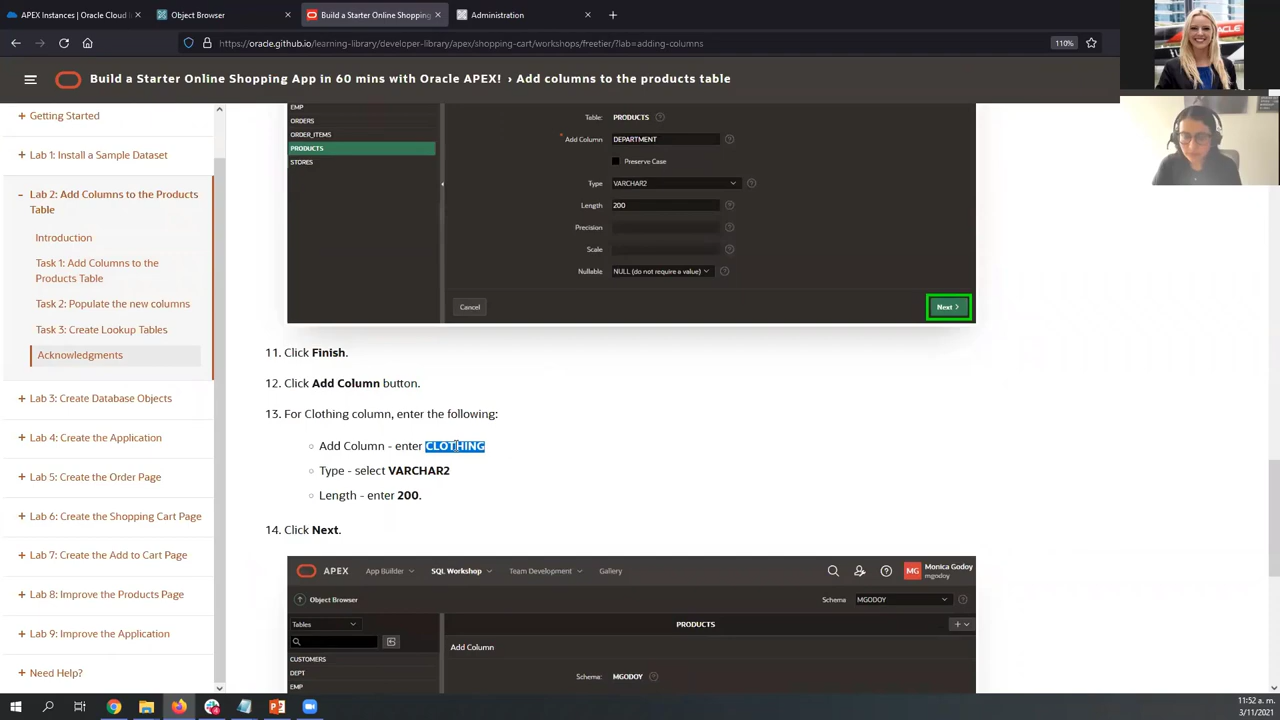 APEX Instances | Oracle Cloud I
Object Browser
Build a Starter Online Shopping
Administration
https://oracle.github.io/learning-
/developer-library/apex/shopping-
workshops/freetier/?lab=adding-columns
110%
Build a Starter Online Shopping App in 60 mins with Oracle APEX! › Add columns to the products table
Getting Started
+ Lab 1: Install a Sample Dataset
- Lab 2: Add Columns to the Products
Table
Introduction
Task 1: Add Columns to the
Products Table
Task 2: Populate the new columns
Task 3: Create Lookup Tables
Acknowledgments
+ Lab 3: Create Database Objects
+ Lab 4: Create the Application
+ Lab 5: Create the Order Page
+ Lab 6: Create the Shopping Cart Page
+ Lab 7: Create the Add to Cart Page
+ Lab 8: Improve the Products Page
+ Lab 9: Improve the Application
+ Need Help?
EMP
ORDERS
ORDER_ITEMS
PRODUCTS
STORES
Table: PRODUCTS
* Add Column DEPARTMENT
Preserve Case
Type VARCHAR2
Length 200
Precision
Scale
Nullable NULL (do not require a value)
Cancel
Next >
11. Click Finish.
12. Click Add Column button.
13. For Clothing column, enter the following:
Add Column - enter CLOTHING
Type - select VARCHAR2
Length - enter 200.
14. Click Next.
APEX App Builder SQL Workshop Team Development Gallery
MG Monica Godoy
mgodoy
Object Browser
Schema MGODOY
Tables
PRODUCTS
CUSTOMERS
DEPT
EMP
Add Column
Schema: MGODOY
11:52 a. m.
3/11/2021